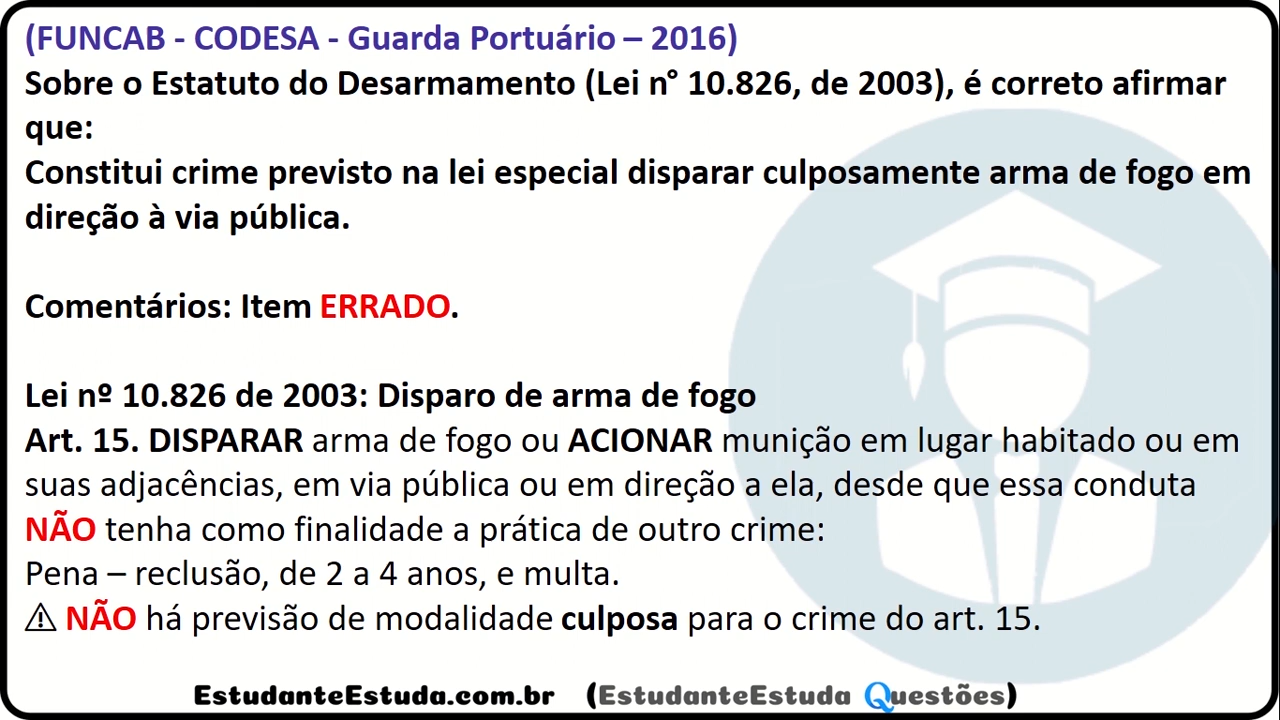 (FUNCAB - CODESA - Guarda Portuário – 2016)
Sobre o Estatuto do Desarmamento (Lei n° 10.826, de 2003), é correto afirmar
que:
Constitui crime previsto na lei especial disparar culposamente arma de fogo em
direção à via pública.
Comentários: Item ERRADO.
Lei nº 10.826 de 2003: Disparo de arma de fogo
Art. 15. DISPARAR arma de fogo ou ACIONAR munição em lugar habitado ou em
suas adjacências, em via pública ou em direção a ela, desde que essa conduta
NÃO tenha como finalidade a prática de outro crime:
Pena – reclusão, de 2 a 4 anos, e multa.
⚠ NÃO há previsão de modalidade culposa para o crime do art. 15.
EstudanteEstuda.com.br (EstudanteEstuda Questões)